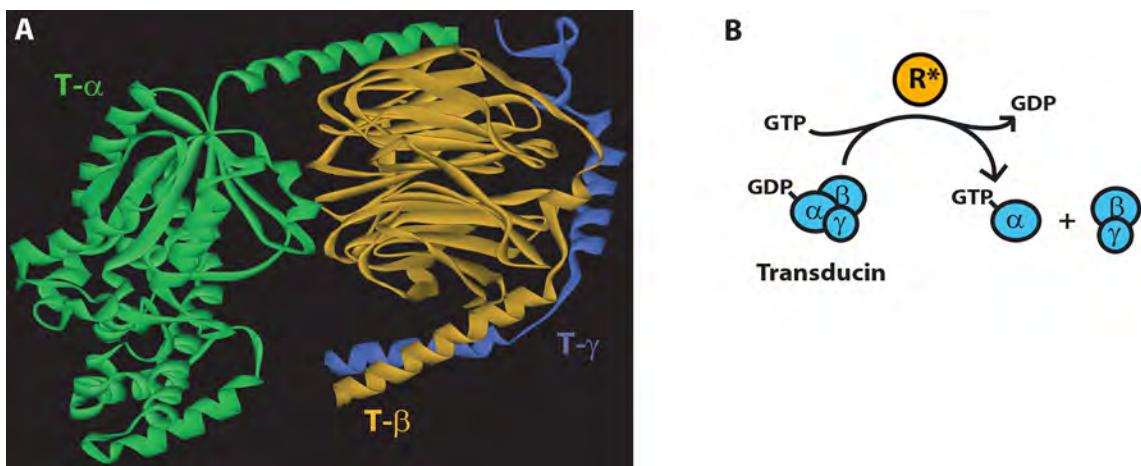 A
T-α
T-γ
T-β
B
R*
GTP
GDP
GDP
α
β
γ
GTP
α
+
β
γ
Transducin